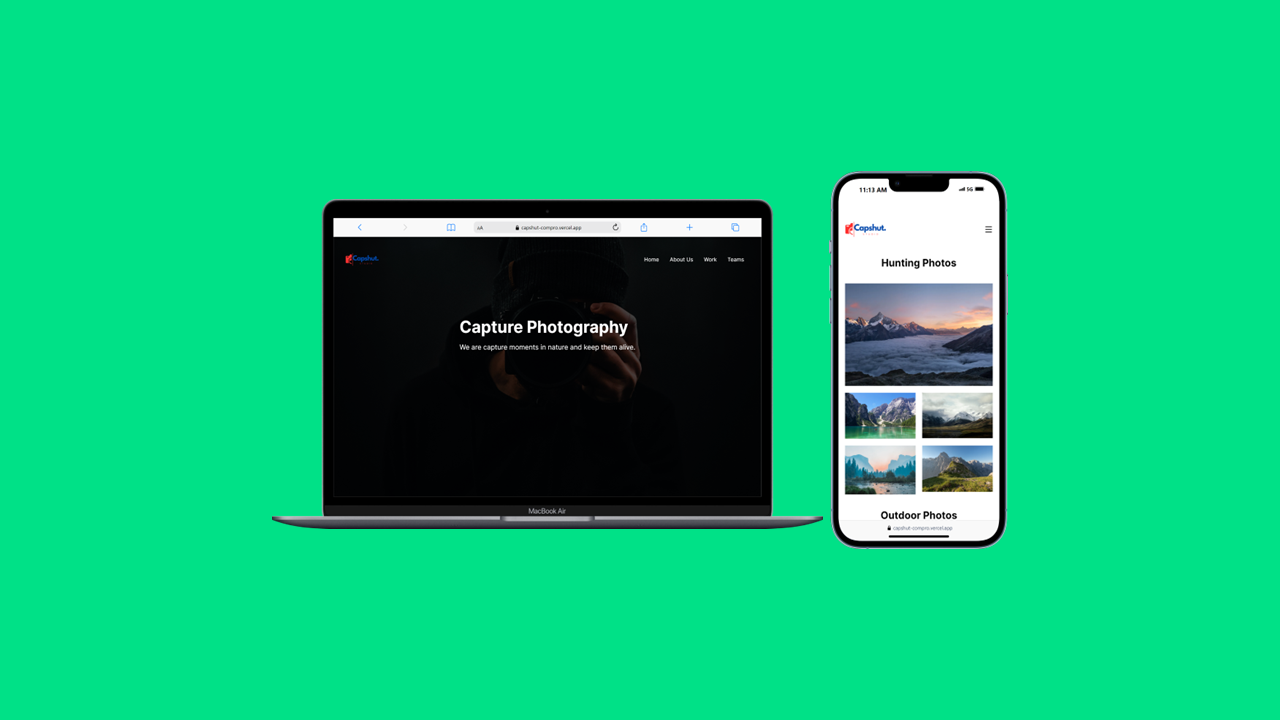 AA
capshut-compro.vercel.app
Capshut.
Home About Us Work Teams
Capture Photography
We are capture moments in nature and keep them alive.
MacBook Air
11:13 AM
5G
Capshut.
Hunting Photos
Outdoor Photos
capshut-compro.vercel.app